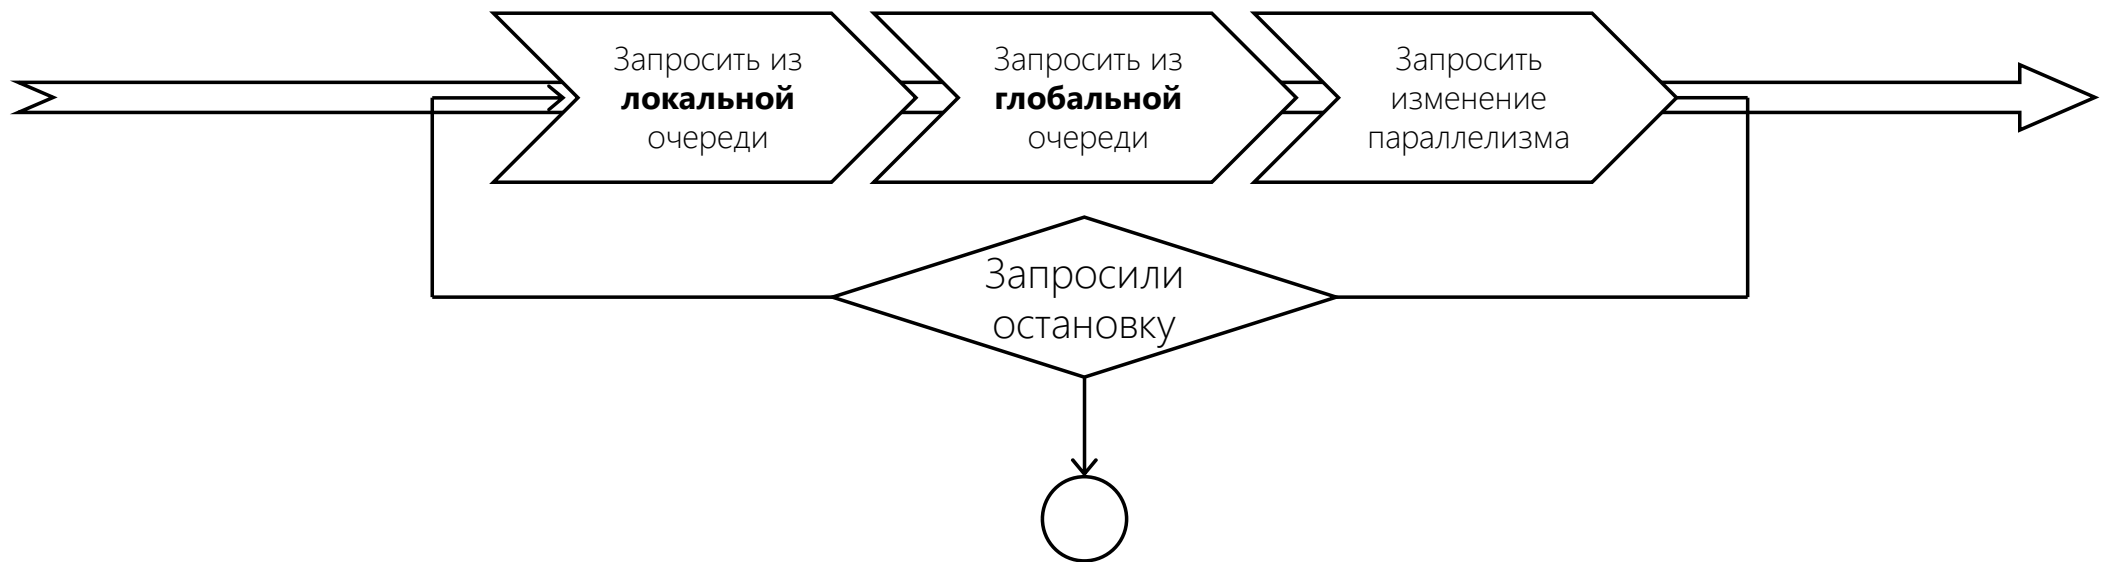 Запросить из
локальной
очереди
Запросить из
глобальной
очереди
Запросить
изменение
параллелизма
Запросили
остановку